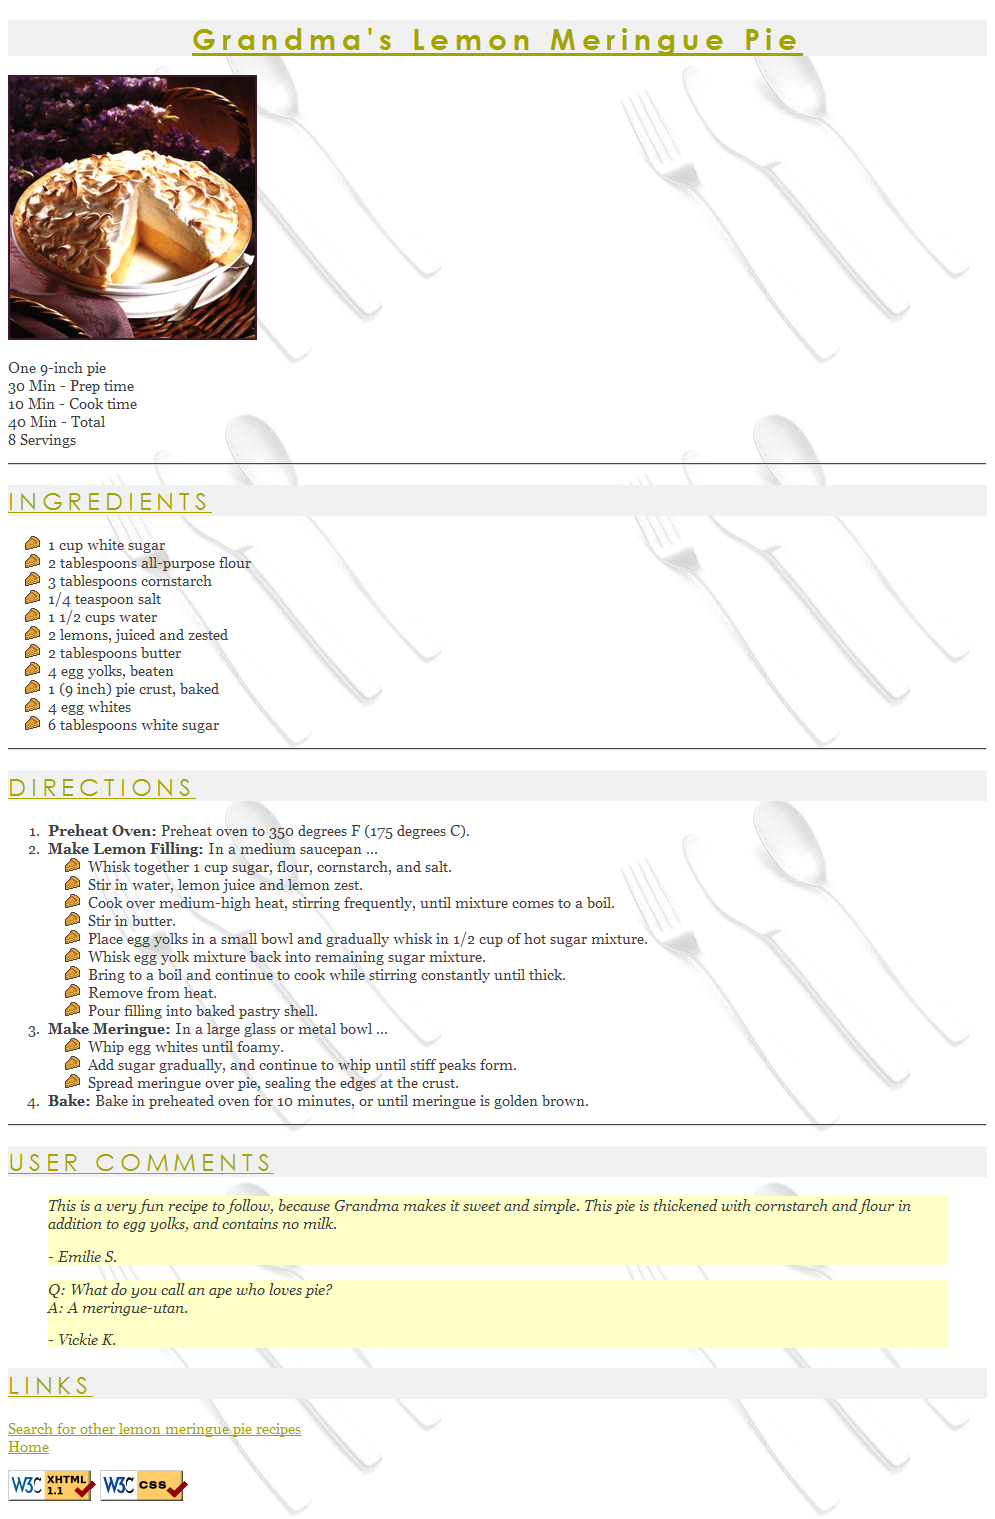 Grandma's Lemon Meringue Pie
One 9-inch pie
30 Min - Prep time
10 Min - Cook time
40 Min - Total
8 Servings
INGREDIENTS
1 cup white sugar
2 tablespoons all-purpose flour
3 tablespoons cornstarch
1/4 teaspoon salt
1 1/2 cups water
2 lemons, juiced and zested
2 tablespoons butter
4 egg yolks, beaten
1 (9 inch) pie crust, baked
4 egg whites
6 tablespoons white sugar
DIRECTIONS
1. Preheat Oven: Preheat oven to 350 degrees F (175 degrees C).
2. Make Lemon Filling: In a medium saucepan ...
Whisk together 1 cup sugar, flour, cornstarch, and salt.
Stir in water, lemon juice and lemon zest.
Cook over medium-high heat, stirring frequently, until mixture comes to a boil.
Stir in butter.
Place egg yolks in a small bowl and gradually whisk in 1/2 cup of hot sugar mixture.
Whisk egg yolk mixture back into remaining sugar mixture.
Bring to a boil and continue to cook while stirring constantly until thick.
Remove from heat.
Pour filling into baked pastry shell.
3. Make Meringue: In a large glass or metal bowl ...
Whip egg whites until foamy.
Add sugar gradually, and continue to whip until stiff peaks form.
Spread meringue over pie, sealing the edges at the crust.
4. Bake: Bake in preheated oven for 10 minutes, or until meringue is golden brown.
USER COMMENTS
This is a very fun recipe to follow, because Grandma makes it sweet and simple. This pie is thickened with cornstarch and flour in
addition to egg yolks, and contains no milk.
- Emilie S.
Q: What do you call an ape who loves pie?
A: A meringue-utan.
- Vickie K.
LINKS
Search for other lemon meringue pie recipes
Home
W3C XHTML 1.1 W3C CSS